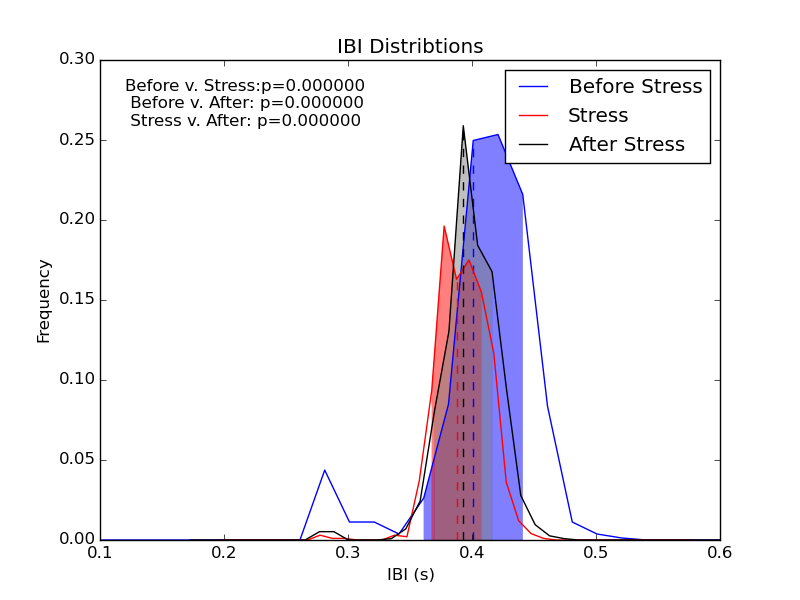 IBI Distribtions
Before v. Stress:p=0.000000
Before v. After: p=0.000000
Stress v. After: p=0.000000
Before Stress
Stress
After Stress
0.30
0.25
0.20
0.15
0.10
0.05
0.00
Frequency
0.1 0.2 0.3 0.4 0.5 0.6
IBI (s)